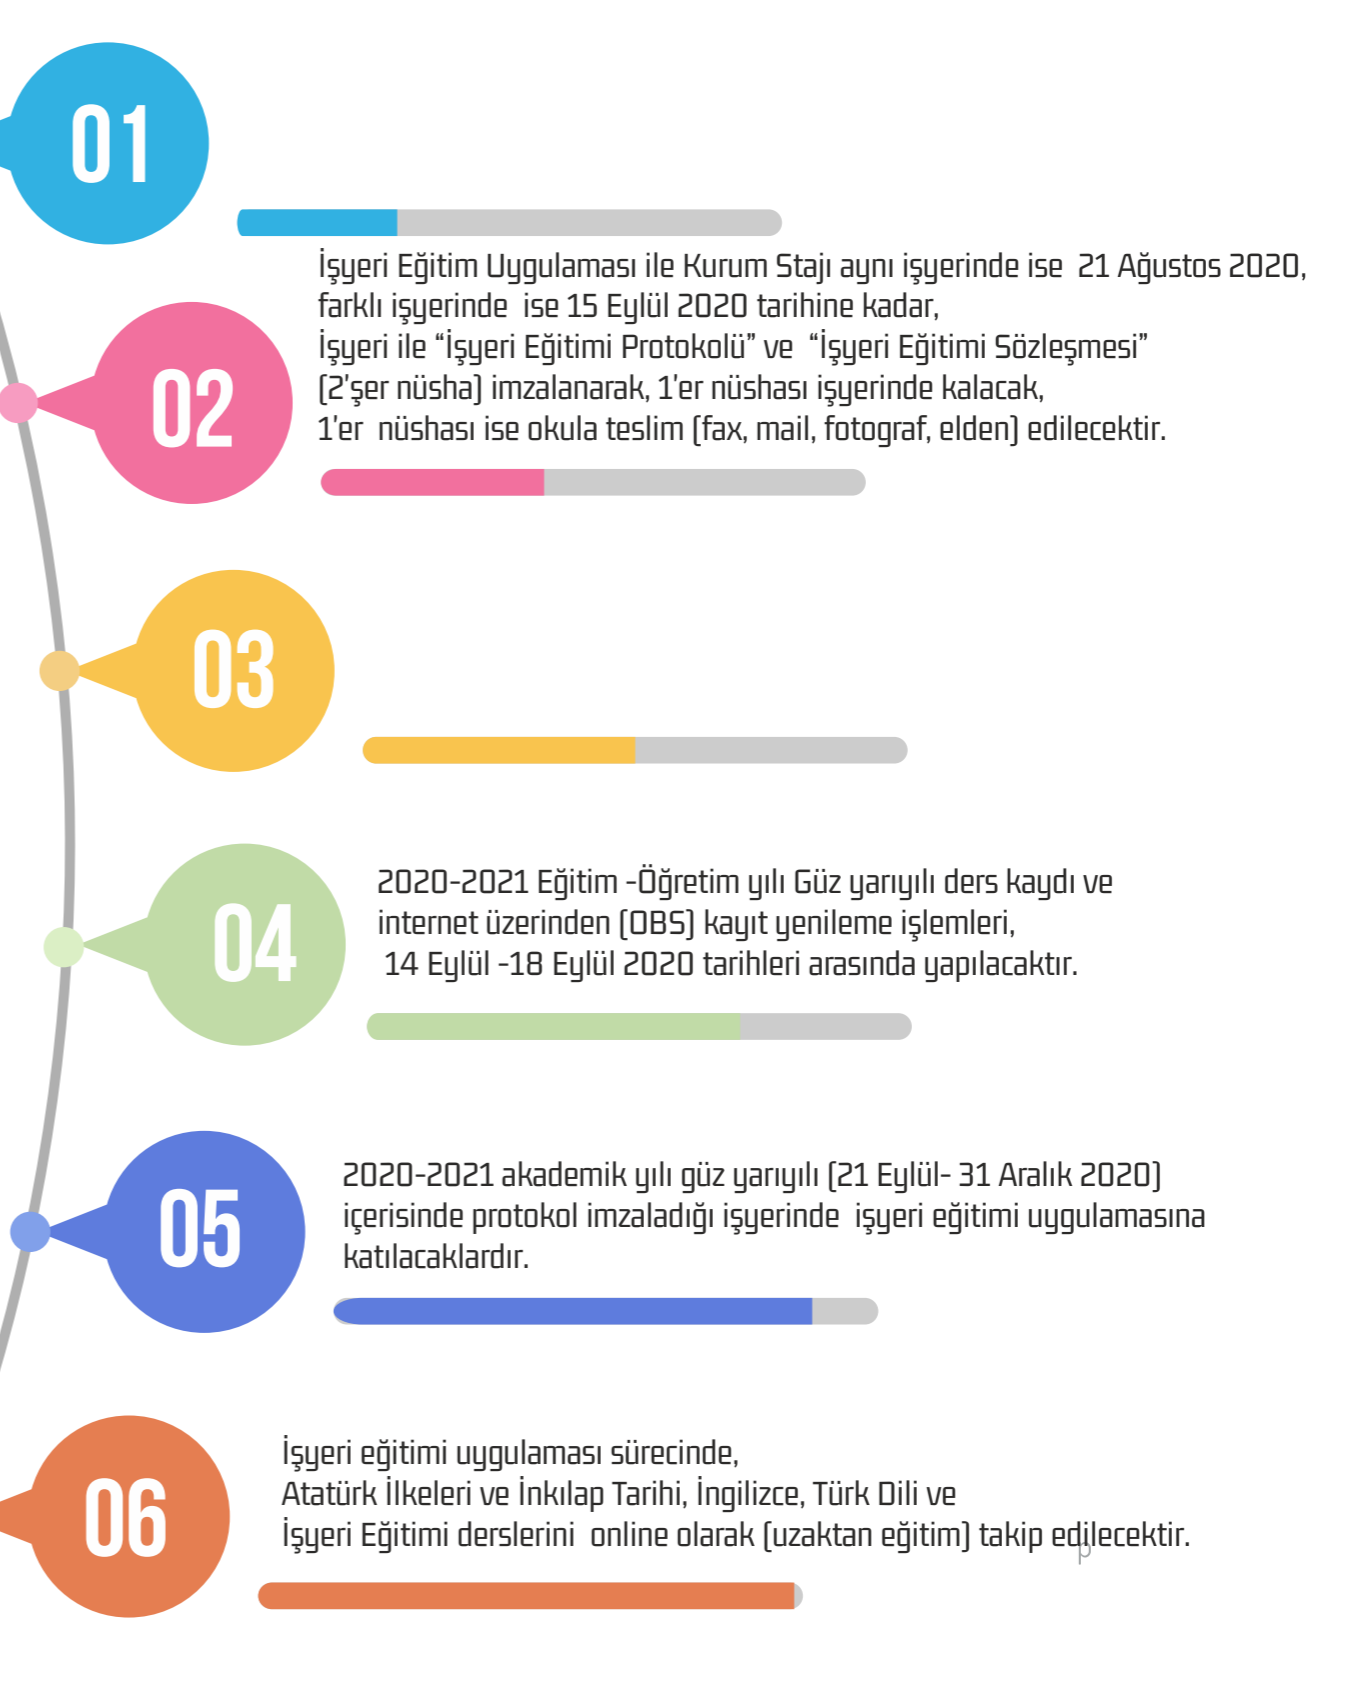 01
İşyeri Eğitim Uygulaması ile Kurum Stajı aynı işyerinde ise 21 Ağustos 2020,
farklı işyerinde ise 15 Eylül 2020 tarihine kadar,
İşyeri ile “İşyeri Eğitimi Protokolü” ve “İşyeri Eğitimi Sözleşmesi”
(2'şer nüsha) imzalanarak, 1'er nüshası işyerinde kalacak,
1'er nüshası ise okula teslim (fax, mail, fotograf, elden) edilecektir.
02
03
2020-2021 Eğitim -Öğretim yılı Güz yarıyılı ders kaydı ve
internet üzerinden (OBS) kayıt yenileme işlemleri,
14 Eylül -18 Eylül 2020 tarihleri arasında yapılacaktır.
04
2020-2021 akademik yılı güz yarıyılı (21 Eylül- 31 Aralık 2020)
içerisinde protokol imzaladığı işyerinde işyeri eğitimi uygulamasına
katılacaklardır.
05
İşyeri eğitimi uygulaması sürecinde,
Atatürk İlkeleri ve İnkılap Tarihi, İngilizce, Türk Dili ve
İşyeri Eğitimi derslerini online olarak (uzaktan eğitim) takip edilecektir.
p
06